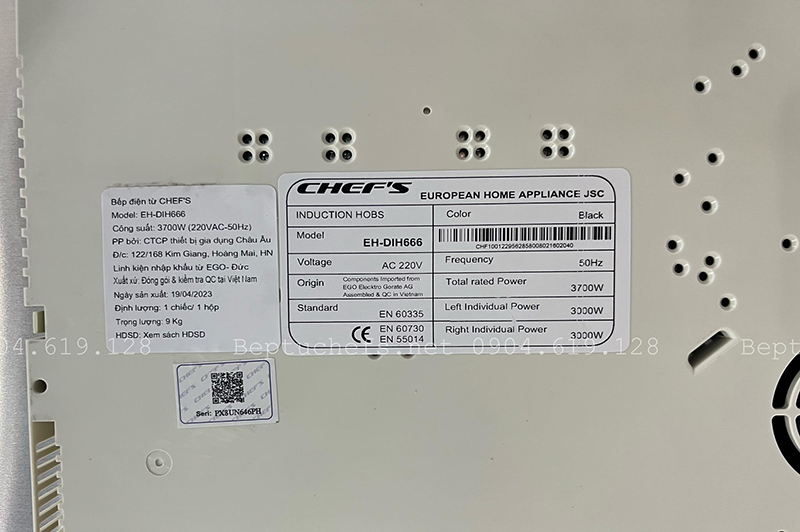 Bếp điện từ CHEF'S
Model: EH-DIH666
Công suất: 3700W (220VAC-50Hz)
PP bởi: CTCP thiết bị gia dụng Châu Âu
Đ/c: 122/168 Kim Giang, Hoàng Mai, HN
Linh kiện nhập khẩu từ EGO- Đức
Xuất xứ: Đóng gói & kiểm tra QC tại Việt Nam
Ngày sản xuất: 19/04/2023
Định lượng: 1 chiếc/ 1 hộp
Trọng lượng: 9 Kg
HDSD: Xem sách HDSD
CHEF'S EUROPEAN HOME APPLIANCE JSC
INDUCTION HOBS
Color Black
Model EH-DIH666
CHF1001229562858008021602040
Voltage AC 220V
Frequency 50Hz
Origin Components Imported from
EGO Elecktro Gerate AG
Assembled & QC in Vietnam
Total rated Power 3700W
Standard EN 60335
Left Individual Power 3000W
CE EN 60730
EN 55014
Right Individual Power 3000W
904.619.128 Beptuchefs.net 0904.619.128 Beptu
Seri: PX8UN646PH